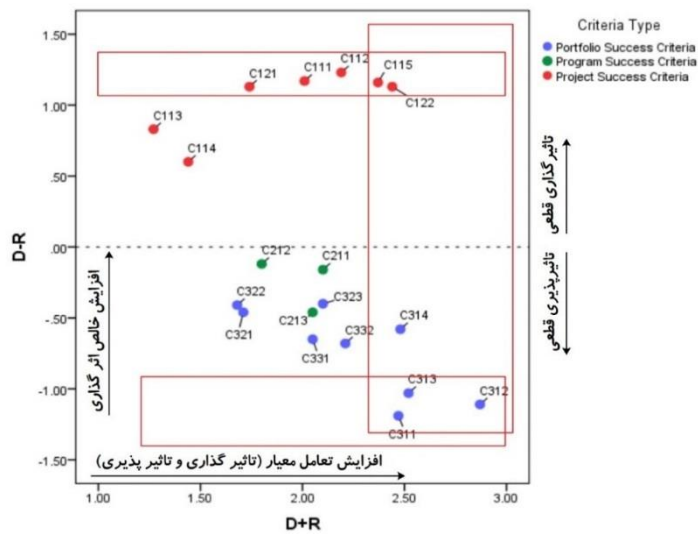 Criteria Type
Portfolio Success Criteria
Program Success Criteria
Project Success Criteria
1.50
1.00
.50
.00
-.50
-1.00
-1.50
D-R
C112
C115
C111
C121
C122
C113
C114
C212
C211
C322
C323
C321
C213
C314
C331
C332
C313
C312
C311
تاثیرگذاری قطعی
تاثیرپذیری قطعی
افزایش خالص اثر گذاری
افزایش تعامل معیار (تاثیر گذاری و تاثیر پذیری)
1.00
1.50
2.00
2.50
3.00
D+R